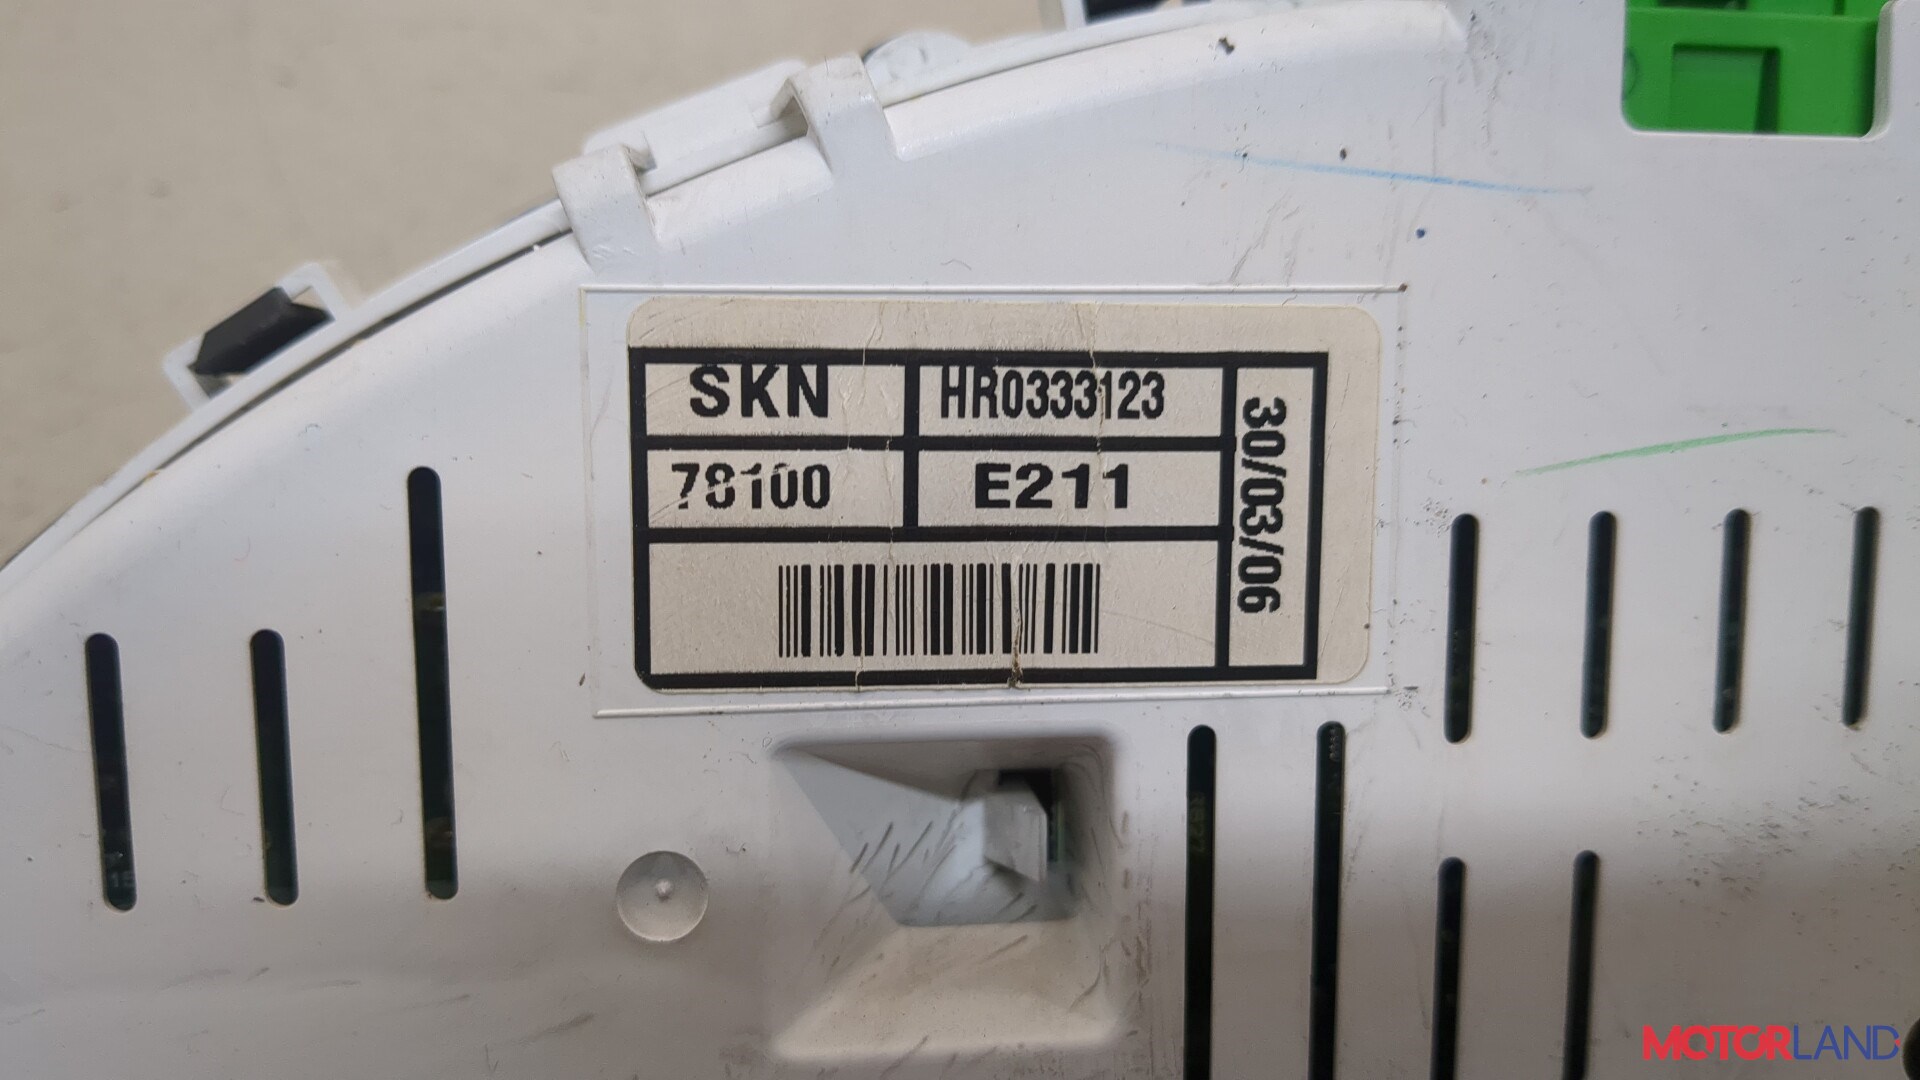 SKN HR0333123
78100 E211
30/03/06
MOTORLAND